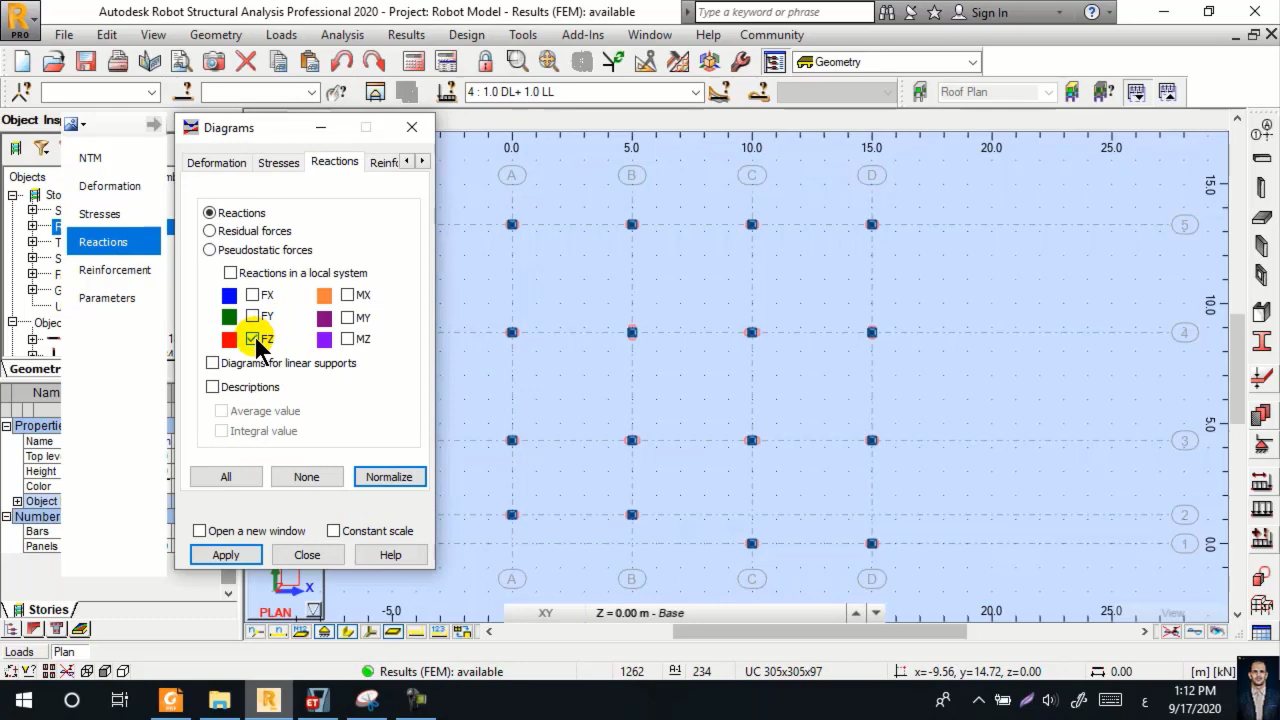 Autodesk Robot Structural Analysis Professional 2020 - Project: Robot Model - Results (FEM): available
Type a keyword or phrase
Sign In
PRO
File Edit View Geometry Loads Analysis Results Design Tools Add-Ins Window Help Community
Geometry
4 : 1.0 DL+ 1.0 LL
Roof Plan
Object Ins
Objects
Geomet
Nam
Properti
Name
Top leve
Height
Color
Object
Number
Bars
Panels
Stories
Loads Plan
NTM
Deformation
Stresses
Reactions
Reinforcement
Parameters
Diagrams
Deformation Stresses Reactions Reinfo
Reactions
Residual forces
Pseudostatic forces
Reactions in a local system
FX MX
FY MY
FZ MZ
Diagrams for linear supports
Descriptions
Average value
Integral value
All None Normalize
Open a new window Constant scale
Apply Close Help
0.0 5.0 10.0 15.0 20.0 25.0
A B C D
15.0
5
10.0
4
5.0
3
2
0.0
1
A B C D
X
PLAN
-5.0
XY Z = 0.00 m - Base
20.0 25.0
View
Results (FEM): available 1262 234 UC 305x305x97 x=-9.56, y=14.72, z=0.00 0.00 [m] [kN]
ع
1:12 PM
9/17/2020